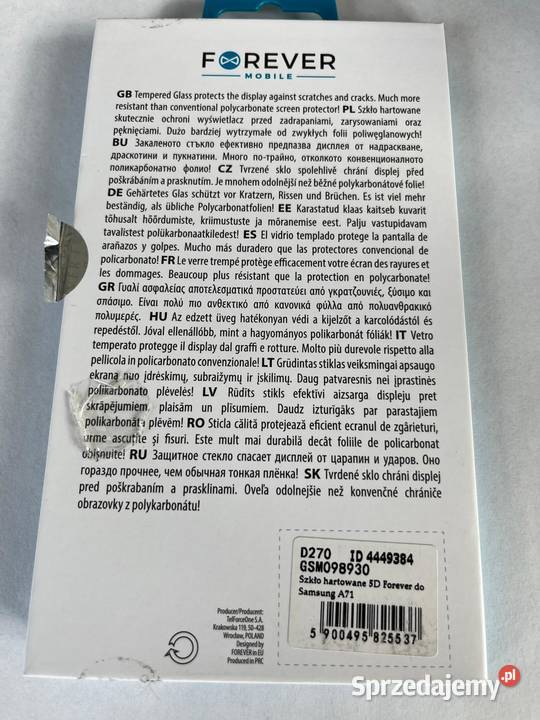 FOREVER
MOBILE
GB Tempered Glass protects the display against scratches and cracks. Much more
resistant than conventional polycarbonate screen protector! PL Szkło hartowane
skutecznie ochroni wyświetlacz przed zadrapaniami, zarysowaniami oraz
pęknięciami. Dużo bardziej wytrzymałe od zwykłych folii poliwęglanowych!
BU Закаленото стъкло ефективно предпазва дисплея от надраскване,
драскотини и пукнатини. Много по-трайно, отколкото конвенционалното
поликарбонатно фолио! CZ Tvrzené sklo spolehlivě chrání displej před
poškrábáním a prasknutím. Je mnohem odolnější než běžné polykarbonátové folie!
DE Gehärtetes Glas schützt vor Kratzern, Rissen und Brüchen. Es ist viel mehr
beständig, als übliche Polycarbonatfolien! EE Karastatud klaas kaitseb kuvarit
tõhusalt hõõrdumiste, kriimustuste ja mõranemise eest. Palju vastupidavam
tavalistest polükarbonaatkiledest! ES El vidrio templado protege la pantalla de
arañazos y golpes. Mucho más duradero que las protectores convencional de
policarbonato! FR Le verre trempé protège efficacement votre écran des rayures et
les dommages. Beaucoup plus résistant que la protection en polycarbonate!
GR Γυαλί ασφαλείας αποτελεσματικά προστατεύει από γκρατζουνιές, ξύσιμο και
σπάσιμο. Είναι πολύ πιο ανθεκτικό από κανονικά φύλλα από πολυανθρακικό
πολυμερές. HU Az edzett üveg hatékonyan védi a kijelzőt a karcolódástól és
repedéstől. Jóval ellenállóbb, mint a hagyományos polikarbonát fóliák! IT Vetro
temperato protegge il display dal graffi e rotture. Molto più durevole rispetto alla
pellicola in policarbonato convenzionale! LT Grūdintas stiklas veiksmingai apsaugo
ekraną nuo įdrėskimų, subraižymų ir įskilimų. Daug patvaresnis nei įprastinės
polikarbonato plėvelės! LV Rūdīts stikls efektīvi aizsarga displeju pret
skrāpējumiem, plaisām un plīsumiem. Daudz izturīgāks par parastajiem
polikarbonāta plēvēm! RO Sticla călită protejează eficient ecranul de zgârieturi,
urme ascuțite și fisuri. Este mult mai durabilă decât foliile de policarbonat
obișnuite! RU Защитное стекло спасает дисплей от царапин и ударов. Оно
гораздо прочнее, чем обычная тонкая плёнка! SK Tvrdené sklo chráni displej
pred poškrabaním a prasklinami. Oveľa odolnejšie než konvenčné chrániče
obrazovky z polykarbonátu!
D270 ID 4449384
GSM098930
Szkło hartowane 5D Forever do
Samsung A71
5 900495 825537
Producer/Producent:
TelForceOne S.A.
Krakowska 119, 50-428
Wrocław, POLAND
Designed by
FOREVER in EU
Produced in PRC
Sprzedajemy.pl